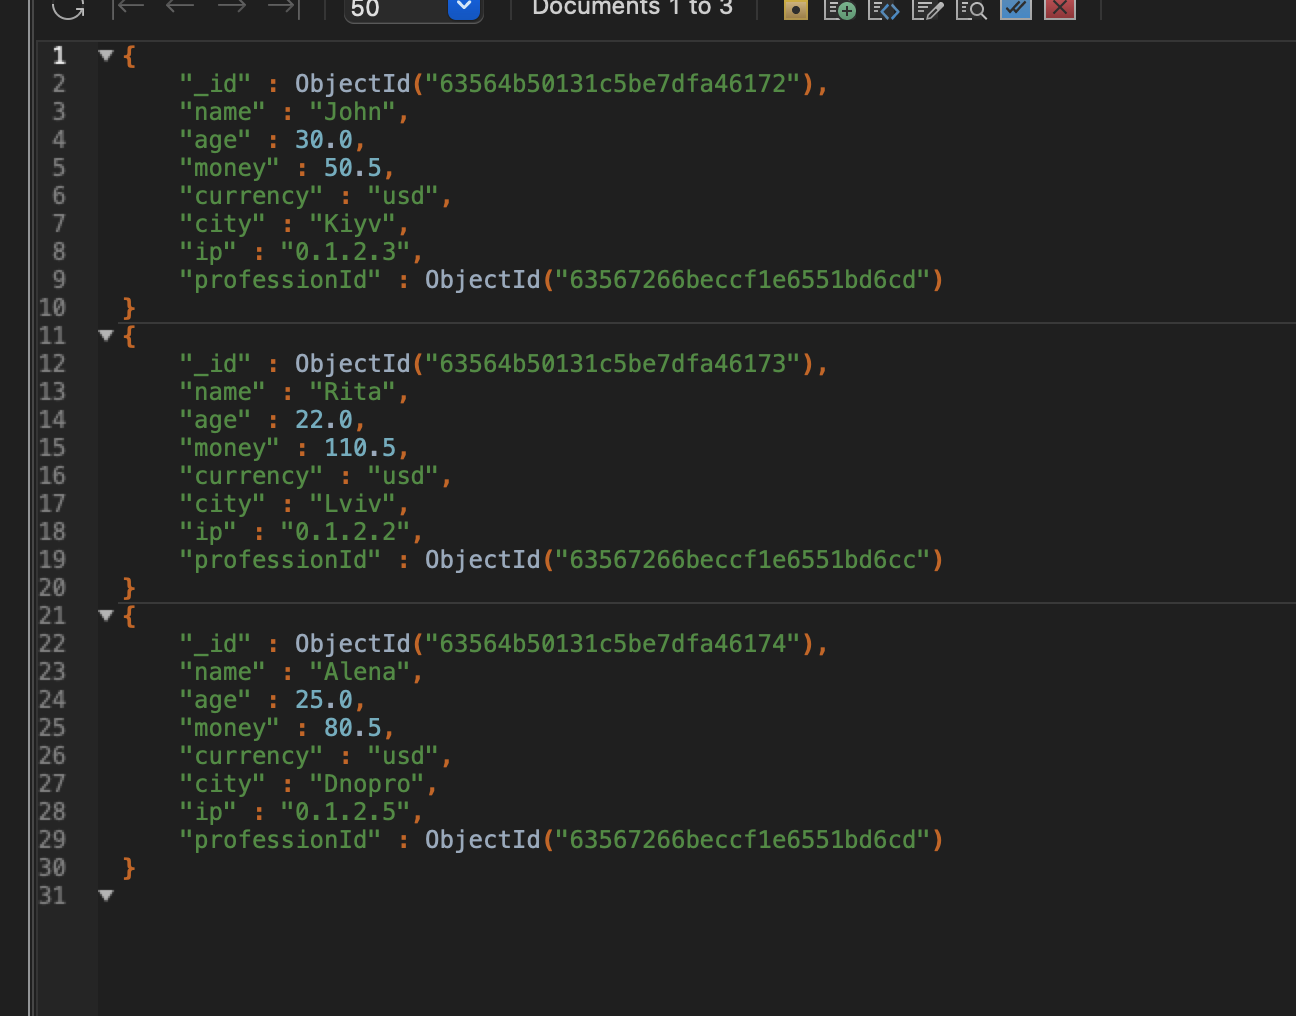 50 Documents 1 to 3
1 {
2 "_id" : ObjectId("63564b50131c5be7dfa46172"),
3 "name" : "John",
4 "age" : 30.0,
5 "money" : 50.5,
6 "currency" : "usd",
7 "city" : "Kiyv",
8 "ip" : "0.1.2.3",
9 "professionId" : ObjectId("63567266beccf1e6551bd6cd")
10 }
11 {
12 "_id" : ObjectId("63564b50131c5be7dfa46173"),
13 "name" : "Rita",
14 "age" : 22.0,
15 "money" : 110.5,
16 "currency" : "usd",
17 "city" : "Lviv",
18 "ip" : "0.1.2.2",
19 "professionId" : ObjectId("63567266beccf1e6551bd6cc")
20 }
21 {
22 "_id" : ObjectId("63564b50131c5be7dfa46174"),
23 "name" : "Alena",
24 "age" : 25.0,
25 "money" : 80.5,
26 "currency" : "usd",
27 "city" : "Dnopro",
28 "ip" : "0.1.2.5",
29 "professionId" : ObjectId("63567266beccf1e6551bd6cd")
30 }
31